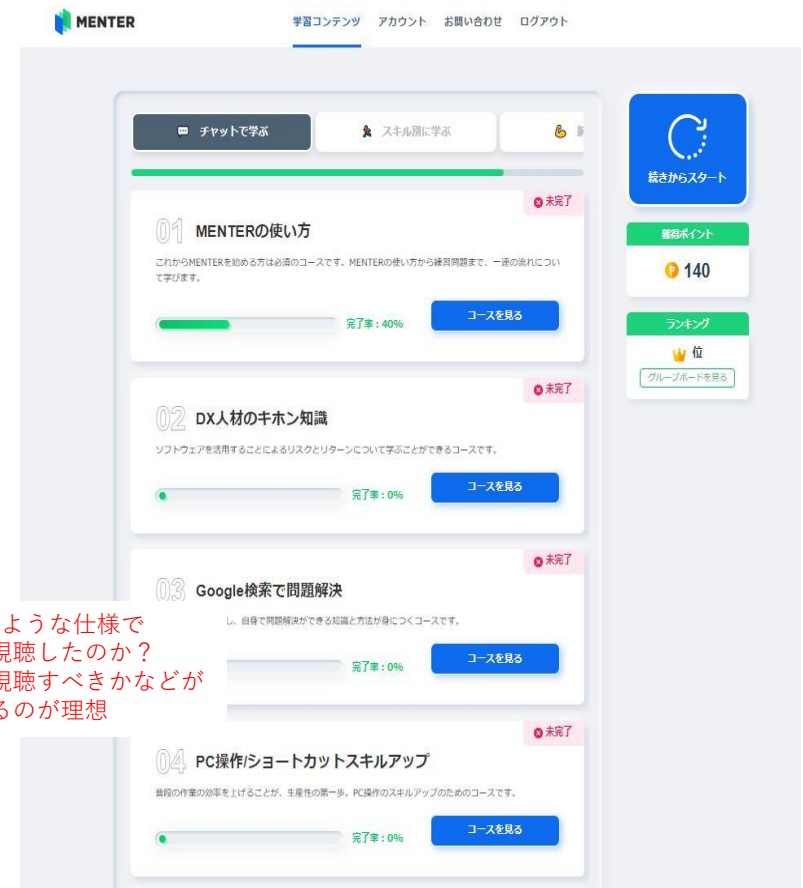 MENTER
学習コンテンツ アカウント お問い合わせ ログアウト
チャットで学ぶ
スキル別に学ぶ
続きからスタート
獲得ポイント
P 140
ランキング
位
グループボードを見る
未完了
01 MENTERの使い方
これからMENTERを始める方は必須のコースです。MENTERの使い方から練習問題まで、一連の流れについ
て学びます。
完了率 : 40%
コースを見る
未完了
02 DX人材のキホン知識
ソフトウェアを活用することによるリスクとリターンについて学ぶことができるコースです。
完了率 : 0%
コースを見る
未完了
03 Google検索で問題解決
し、自身で問題解決ができる知識と方法が身につくコースです。
完了率 : 0%
コースを見る
ような仕様で
視聴したのか？
視聴すべきかなどが
るのが理想
未完了
04 PC操作/ショートカットスキルアップ
普段の作業の効率を上げることが、生産性の第一歩。PC操作のスキルアップのためのコースです。
完了率 : 0%
コースを見る